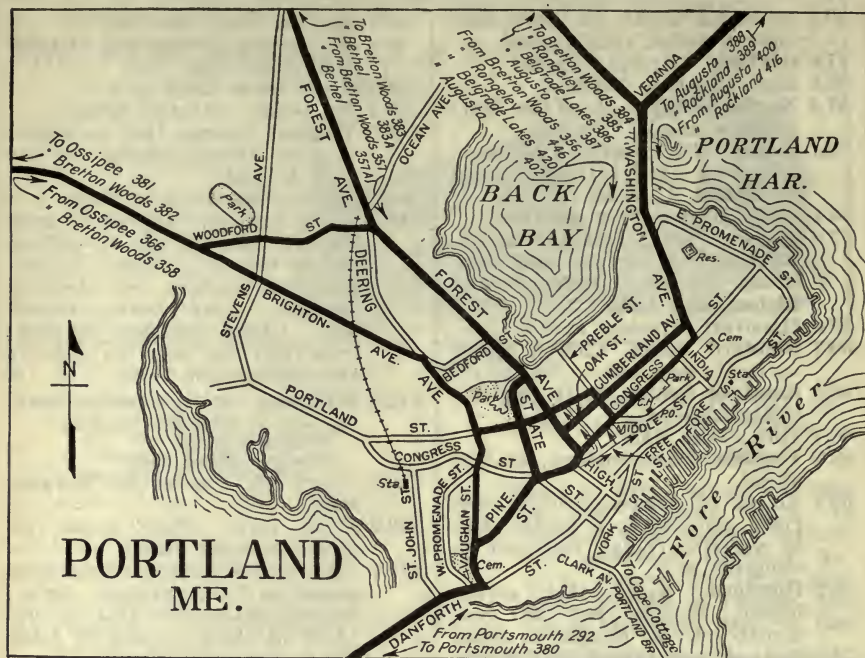 To Bretton Woods 383
" Bethel 383A
From Bretton Woods 357
" Bethel 357A
To Bretton Woods 384
" Rangeley 385
" Belgrade Lakes 386
" Augusta 387
From Bretton Woods 356
" Rangeley 446
" Belgrade Lakes 420
" Augusta 402
To Augusta 388
" Rockland 389
From Augusta 400
" Rockland 416
VERANDA
To Ossipee 381
" Bretton Woods 382
From Ossipee 366
" Bretton Woods 358
FOREST AVE.
OCEAN AVE.
AVE.
Park
WOODFORD ST
DEERING
AVE.
STEVENS
BRIGHTON-
AVE.
FOREST
AVE.
BACK
BAY
WASHINGTON
AVE.
PORTLAND
HAR.
E. PROMENADE
ST
Res.
PREBLE ST.
OAK ST.
CUMBERLAND AV.
CONGRESS
ST
INDIA
Cem
Park
Sta
C.H.
P.O.
MIDDLE ST
FORE ST
FREE ST
HIGH
BEDFORD ST
Park
STATE
ST
PORTLAND
ST.
CONGRESS
ST
Sta
ST. JOHN ST.
W. PROMENADE ST.
VAUGHAN ST.
PINE
ST.
Cem.
ST.
YORK
ST
CLARK AV.
PORTLAND BR
To Cape Cottage
Fore River
DANFORTH
From Portsmouth 292
To Portsmouth 380
N
PORTLAND
ME.